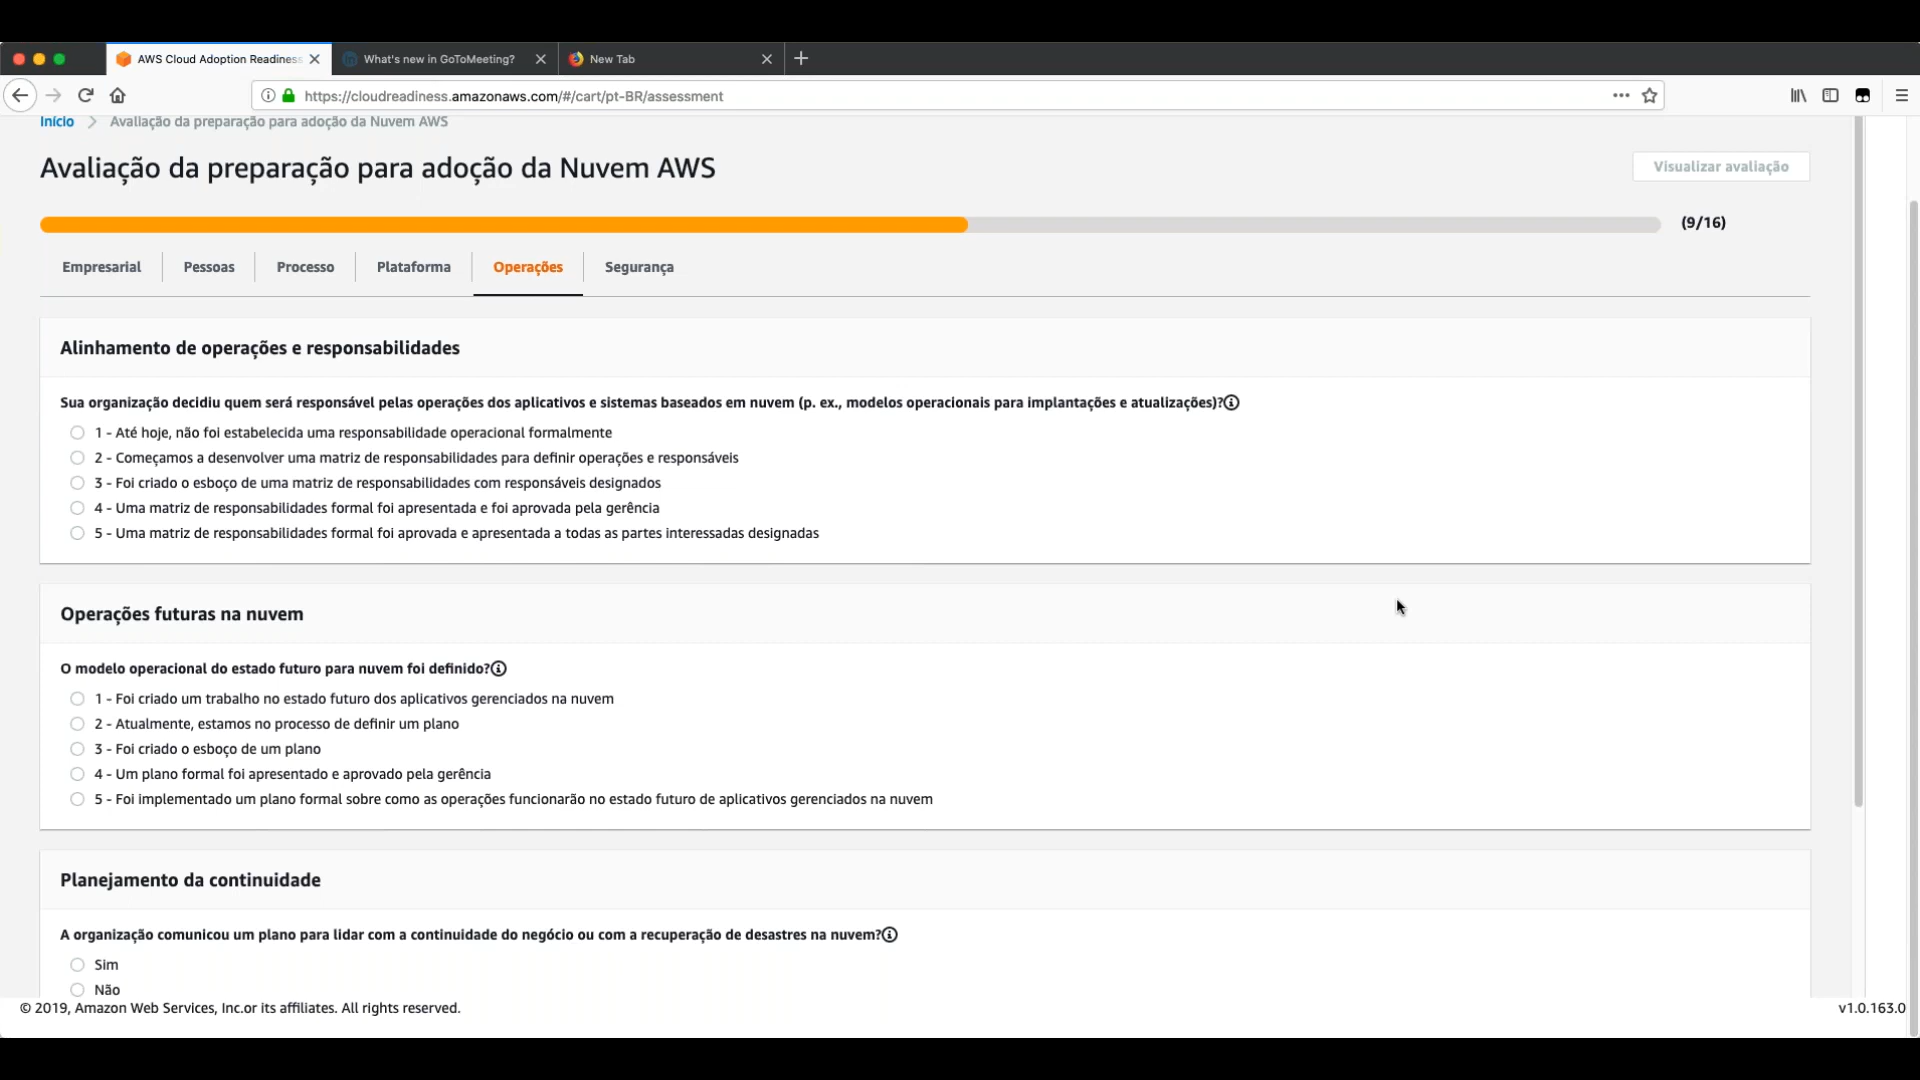 AWS Cloud Adoption Readiness
What's new in GoToMeeting?
New Tab
https://cloudreadiness.amazonaws.com/#/cart/pt-BR/assessment
Início > Avaliação da preparação para adoção da Nuvem AWS
Avaliação da preparação para adoção da Nuvem AWS
Visualizar avaliação
(9/16)
Empresarial
Pessoas
Processo
Plataforma
Operações
Segurança
Alinhamento de operações e responsabilidades
Sua organização decidiu quem será responsável pelas operações dos aplicativos e sistemas baseados em nuvem (p. ex., modelos operacionais para implantações e atualizações)?
1 - Até hoje, não foi estabelecida uma responsabilidade operacional formalmente
2 - Começamos a desenvolver uma matriz de responsabilidades para definir operações e responsáveis
3 - Foi criado o esboço de uma matriz de responsabilidades com responsáveis designados
4 - Uma matriz de responsabilidades formal foi apresentada e foi aprovada pela gerência
5 - Uma matriz de responsabilidades formal foi aprovada e apresentada a todas as partes interessadas designadas
Operações futuras na nuvem
O modelo operacional do estado futuro para nuvem foi definido?
1 - Foi criado um trabalho no estado futuro dos aplicativos gerenciados na nuvem
2 - Atualmente, estamos no processo de definir um plano
3 - Foi criado o esboço de um plano
4 - Um plano formal foi apresentado e aprovado pela gerência
5 - Foi implementado um plano formal sobre como as operações funcionarão no estado futuro de aplicativos gerenciados na nuvem
Planejamento da continuidade
A organização comunicou um plano para lidar com a continuidade do negócio ou com a recuperação de desastres na nuvem?
Sim
Não
© 2019, Amazon Web Services, Inc.or its affiliates. All rights reserved.
v1.0.163.0